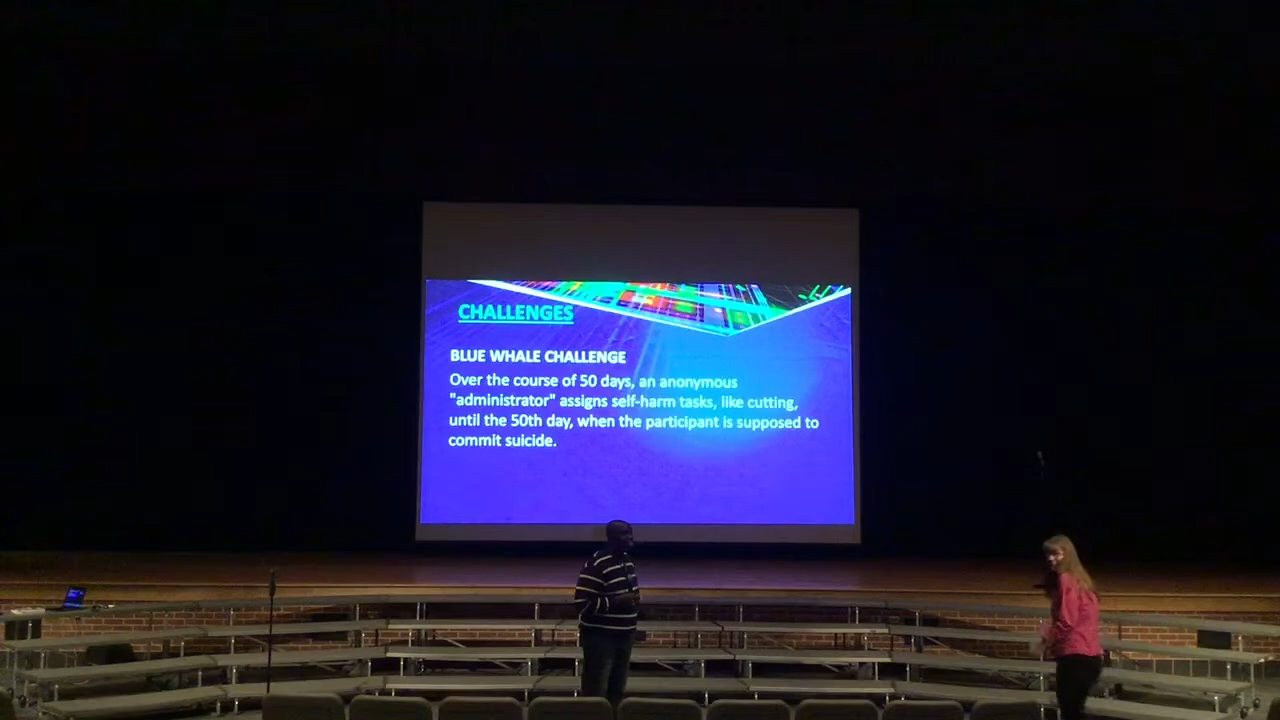 CHALLENGES
BLUE WHALE CHALLENGE
Over the course of 50 days, an anonymous
"administrator" assigns self-harm tasks, like cutting,
until the 50th day, when the participant is supposed to
commit suicide.